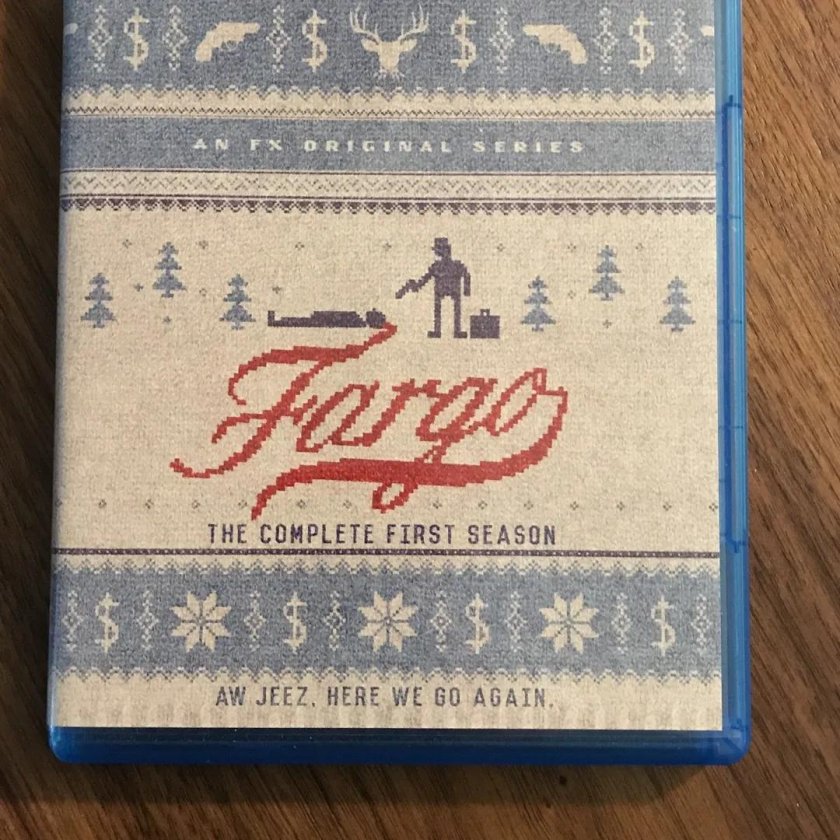 AN FX ORIGINAL SERIES
Fargo
THE COMPLETE FIRST SEASON
AW JEEZ, HERE WE GO AGAIN.